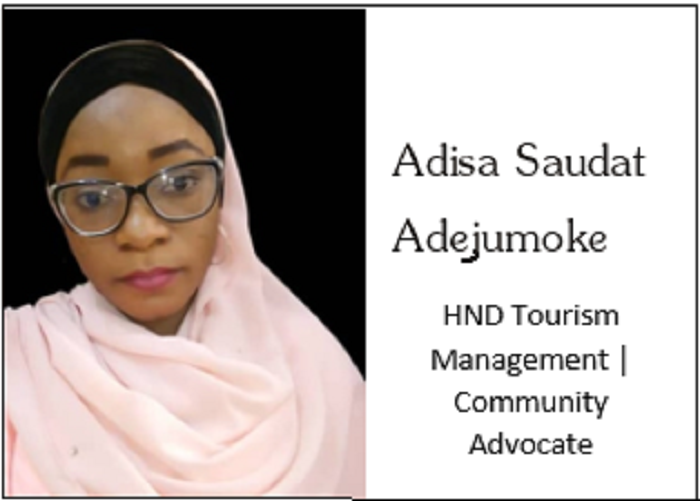 Adisa Saudat
Adejumoke
HND Tourism
Management |
Community
Advocate